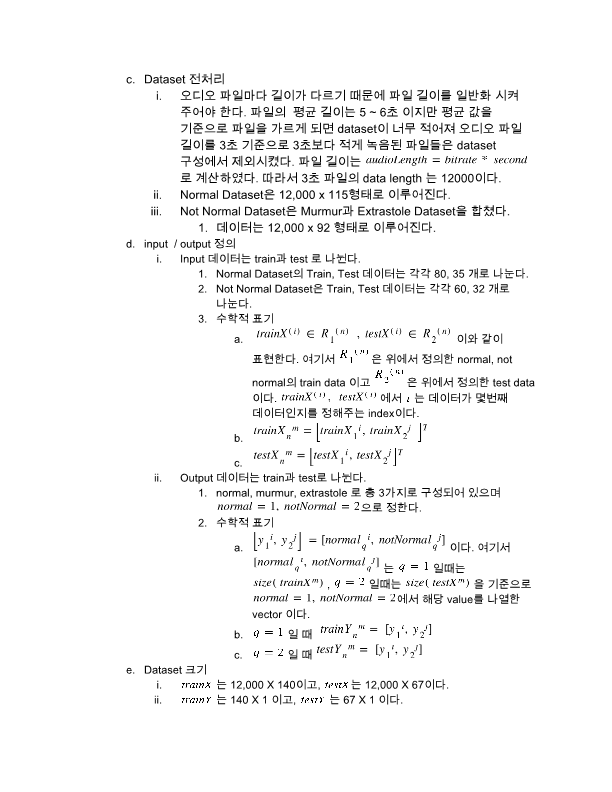 c. Dataset 전처리
i. 오디오 파일마다 길이가 다르기 때문에 파일 길이를 일반화 시켜
주어야 한다. 파일의 평균 길이는 5 ~ 6초 이지만 평균 값을
기준으로 파일을 가르게 되면 dataset이 너무 적어져 오디오 파일
길이를 3초 기준으로 3초보다 적게 녹음된 파일들은 dataset
구성에서 제외시켰다. 파일 길이는 audioLength = bitrate * second
로 계산하였다. 따라서 3초 파일의 data length 는 12000이다.
ii. Normal Dataset은 12,000 x 115형태로 이루어진다.
iii. Not Normal Dataset은 Murmur과 Extrastole Dataset을 합쳤다.
1. 데이터는 12,000 x 92 형태로 이루어진다.
d. input / output 정의
i. Input 데이터는 train과 test 로 나뉜다.
1. Normal Dataset의 Train, Test 데이터는 각각 80, 35 개로 나눈다.
2. Not Normal Dataset은 Train, Test 데이터는 각각 60, 32 개로
나눈다.
3. 수학적 표기
a. trainX^(i) ∈ R_1^(n) , testX^(i) ∈ R_2^(n) 이와 같이
표현한다. 여기서 R_1^(n) 은 위에서 정의한 normal, not
normal의 train data 이고 R_2^(n) 은 위에서 정의한 test data
이다. trainX^(i), testX^(i) 에서 i 는 데이터가 몇번째
데이터인지를 정해주는 index이다.
b. trainX_n^m = [trainX_1^i, trainX_2^j]^T
c. testX_n^m = [testX_1^i, testX_2^j]^T
ii. Output 데이터는 train과 test로 나뉜다.
1. normal, murmur, extrastole 로 총 3가지로 구성되어 있으며
normal = 1, notNormal = 2으로 정한다.
2. 수학적 표기
a. [y_1^i, y_2^j] = [normal_q^i, notNormal_q^j] 이다. 여기서
[normal_q^i, notNormal_q^j] 는 q = 1 일때는
size( trainX^m) , q = 2 일때는 size( testX^m) 을 기준으로
normal = 1, notNormal = 2에서 해당 value를 나열한
vector 이다.
b. q = 1 일 때 trainY_n^m = [y_1^i, y_2^j]
c. q = 2 일 때 testY_n^m = [y_1^i, y_2^j]
e. Dataset 크기
i. trainX 는 12,000 X 140이고, testX 는 12,000 X 67이다.
ii. trainY 는 140 X 1 이고, testY 는 67 X 1 이다.